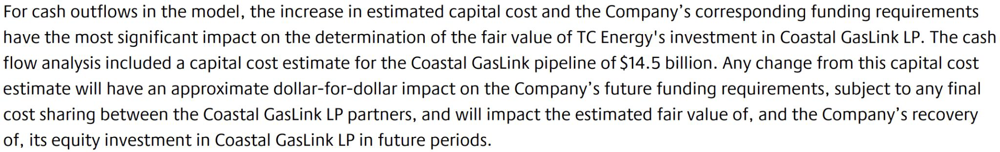 For cash outflows in the model, the increase in estimated capital cost and the Company’s corresponding funding requirements
have the most significant impact on the determination of the fair value of TC Energy's investment in Coastal GasLink LP. The cash
flow analysis included a capital cost estimate for the Coastal GasLink pipeline of $14.5 billion. Any change from this capital cost
estimate will have an approximate dollar-for-dollar impact on the Company’s future funding requirements, subject to any final
cost sharing between the Coastal GasLink LP partners, and will impact the estimated fair value of, and the Company’s recovery
of, its equity investment in Coastal GasLink LP in future periods.